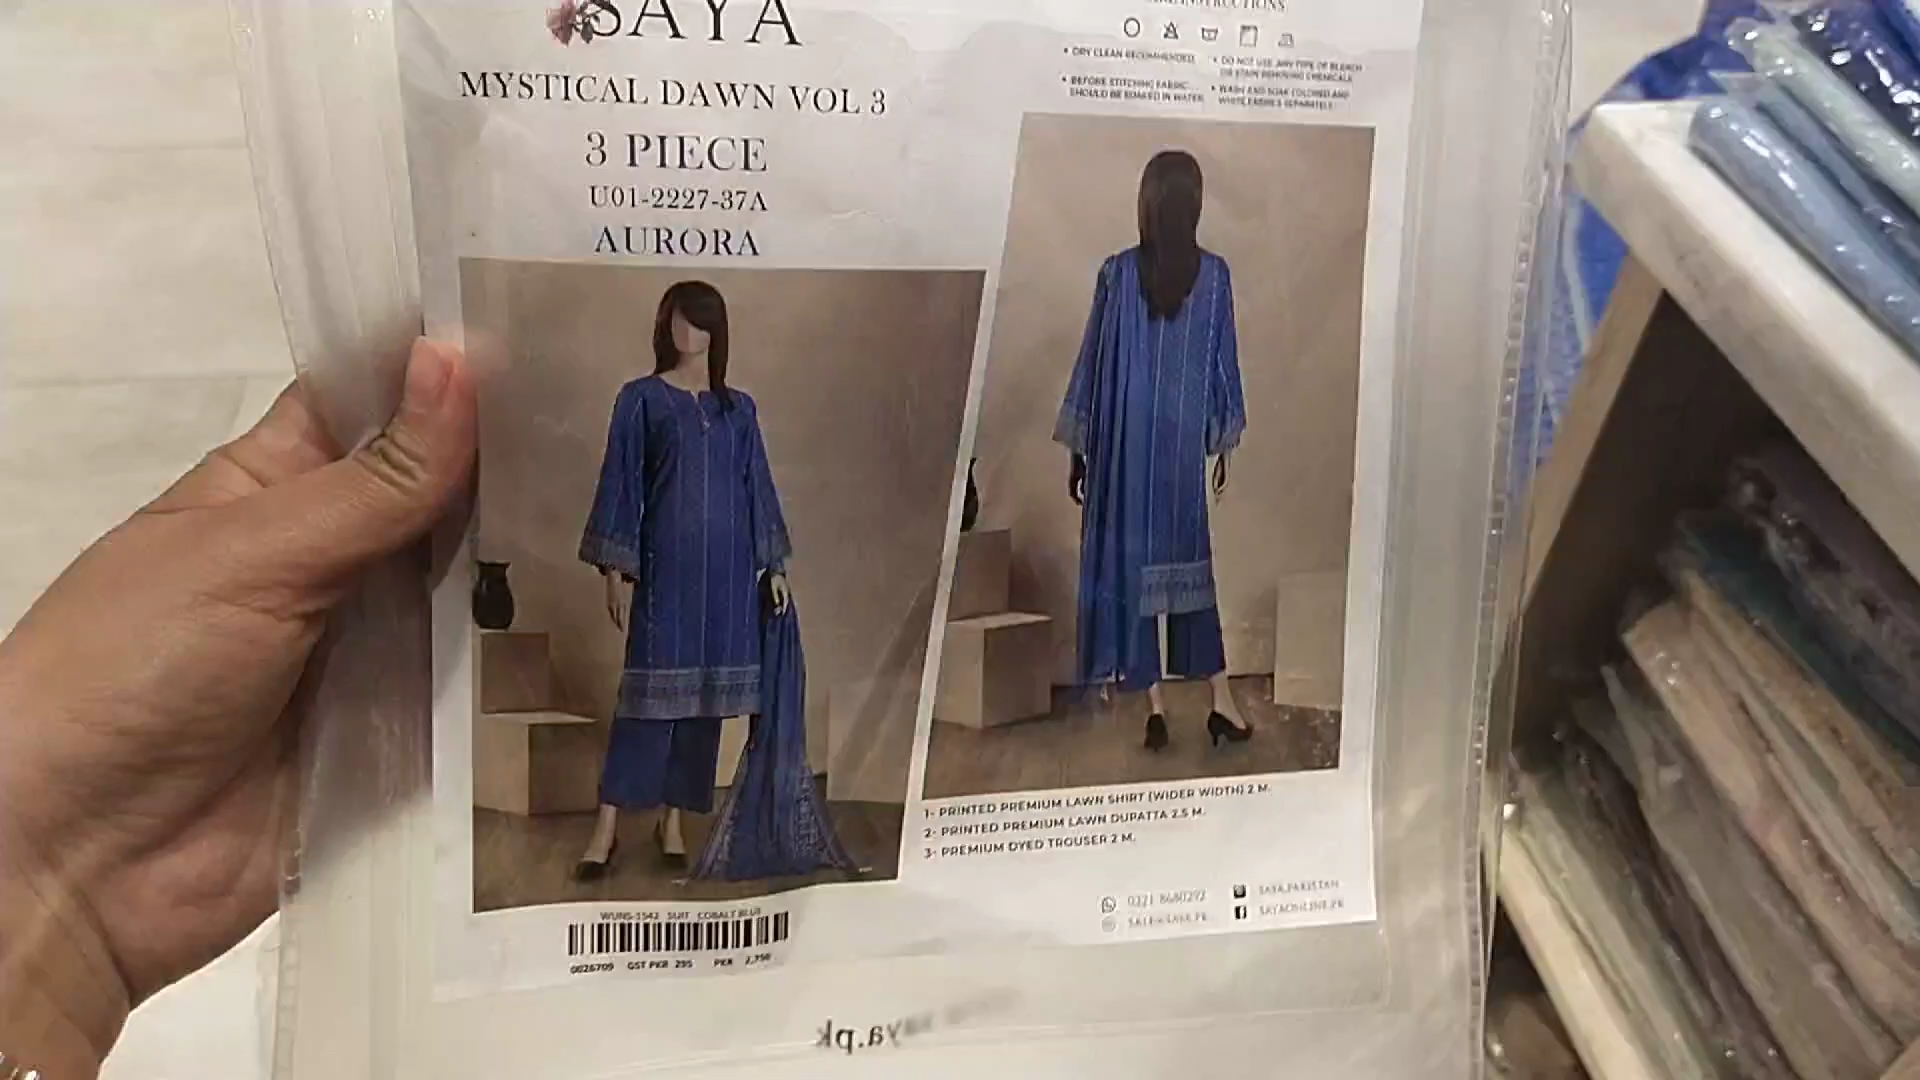 SAYA
MYSTICAL DAWN VOL 3
3 PIECE
U01-2227-37A
AURORA
INSTRUCTIONS
• DRY CLEAN RECOMMENDED
• DO NOT USE ANY TYPE OF BLEACH
OR STAIN REMOVING CHEMICALS
• BEFORE STITCHING FABRIC...
SHOULD BE SOAKED IN WATER
• WASH AND SOAK COLORED AND
WHITE FABRICS SEPARATELY
1- PRINTED PREMIUM LAWN SHIRT (WIDER WIDTH) 2 M.
2- PRINTED PREMIUM LAWN DUPATTA 2.5 M.
3- PREMIUM DYED TROUSER 2 M.
SAYA.PAKISTAN
SAYAONLINE.PK
SUIT COBALT BLUE
0026709 GST PKR 295 PKR 2,750
saya.pk